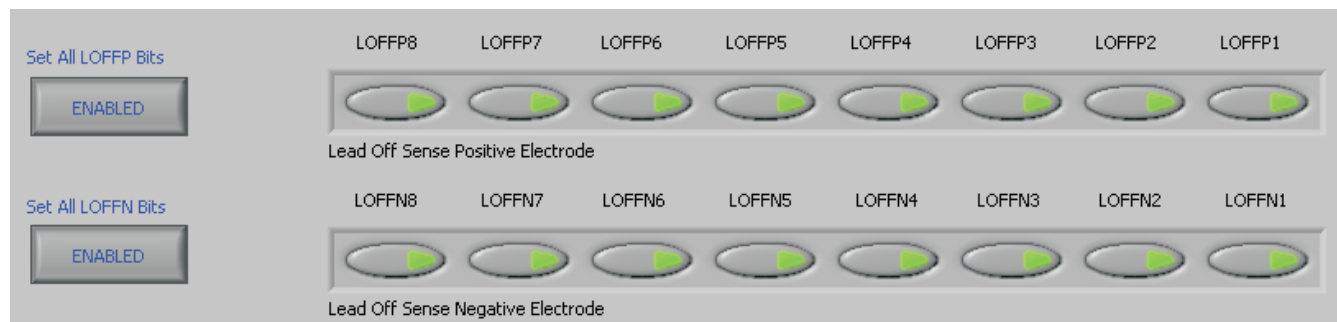 Set All LOFFP Bits
ENABLED
LOFFP8 LOFFP7 LOFFP6 LOFFP5 LOFFP4 LOFFP3 LOFFP2 LOFFP1
Lead Off Sense Positive Electrode
Set All LOFFN Bits
ENABLED
LOFFN8 LOFFN7 LOFFN6 LOFFN5 LOFFN4 LOFFN3 LOFFN2 LOFFN1
Lead Off Sense Negative Electrode